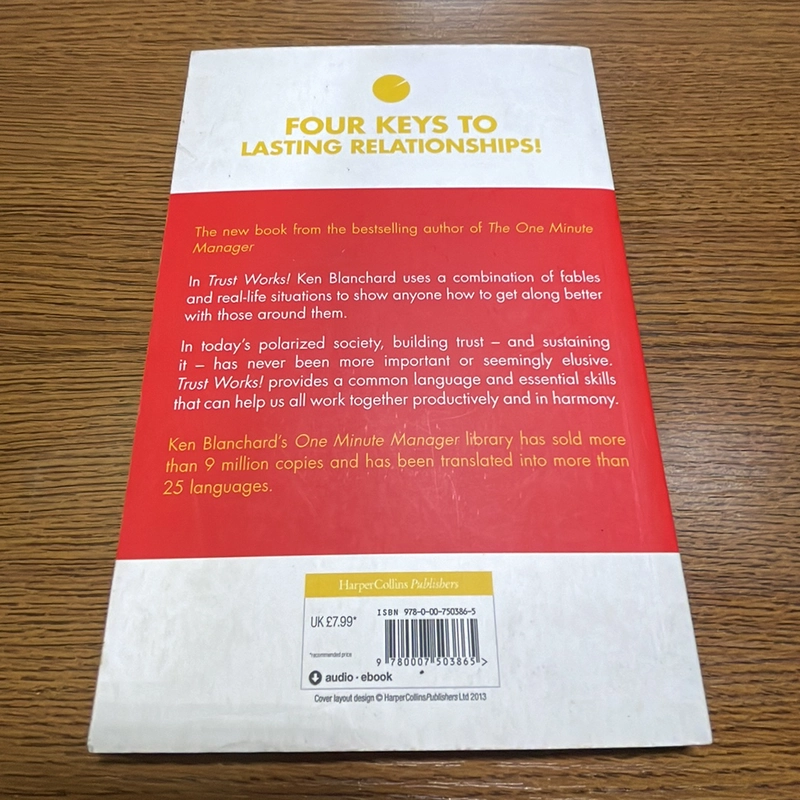 FOUR KEYS TO
LASTING RELATIONSHIPS!
The new book from the bestselling author of The One Minute
Manager
In Trust Works! Ken Blanchard uses a combination of fables
and real-life situations to show anyone how to get along better
with those around them.
In today's polarized society, building trust – and sustaining
it – has never been more important or seemingly elusive.
Trust Works! provides a common language and essential skills
that can help us all work together productively and in harmony.
Ken Blanchard's One Minute Manager library has sold more
than 9 million copies and has been translated into more than
25 languages.
HarperCollins Publishers
ISBN 978-0-00-750386-5
UK £7.99*
*recommended price
9 780007 503865 >
audio · ebook
Cover layout design © HarperCollinsPublishers Ltd 2013